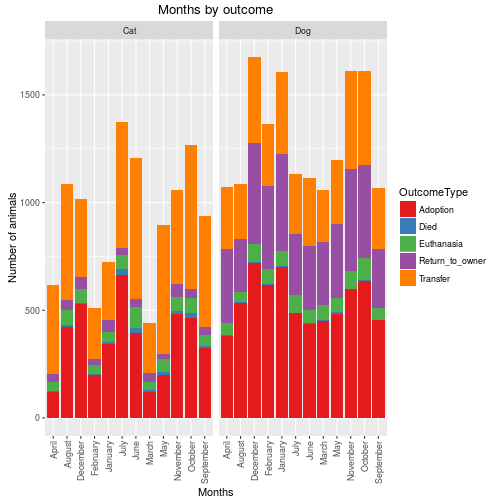 Months by outcome
Cat
Dog
Number of animals
1500
1000
500
0
April
August
December
February
January
July
June
March
May
November
October
September
April
August
December
February
January
July
June
March
May
November
October
September
Months
OutcomeType
Adoption
Died
Euthanasia
Return_to_owner
Transfer